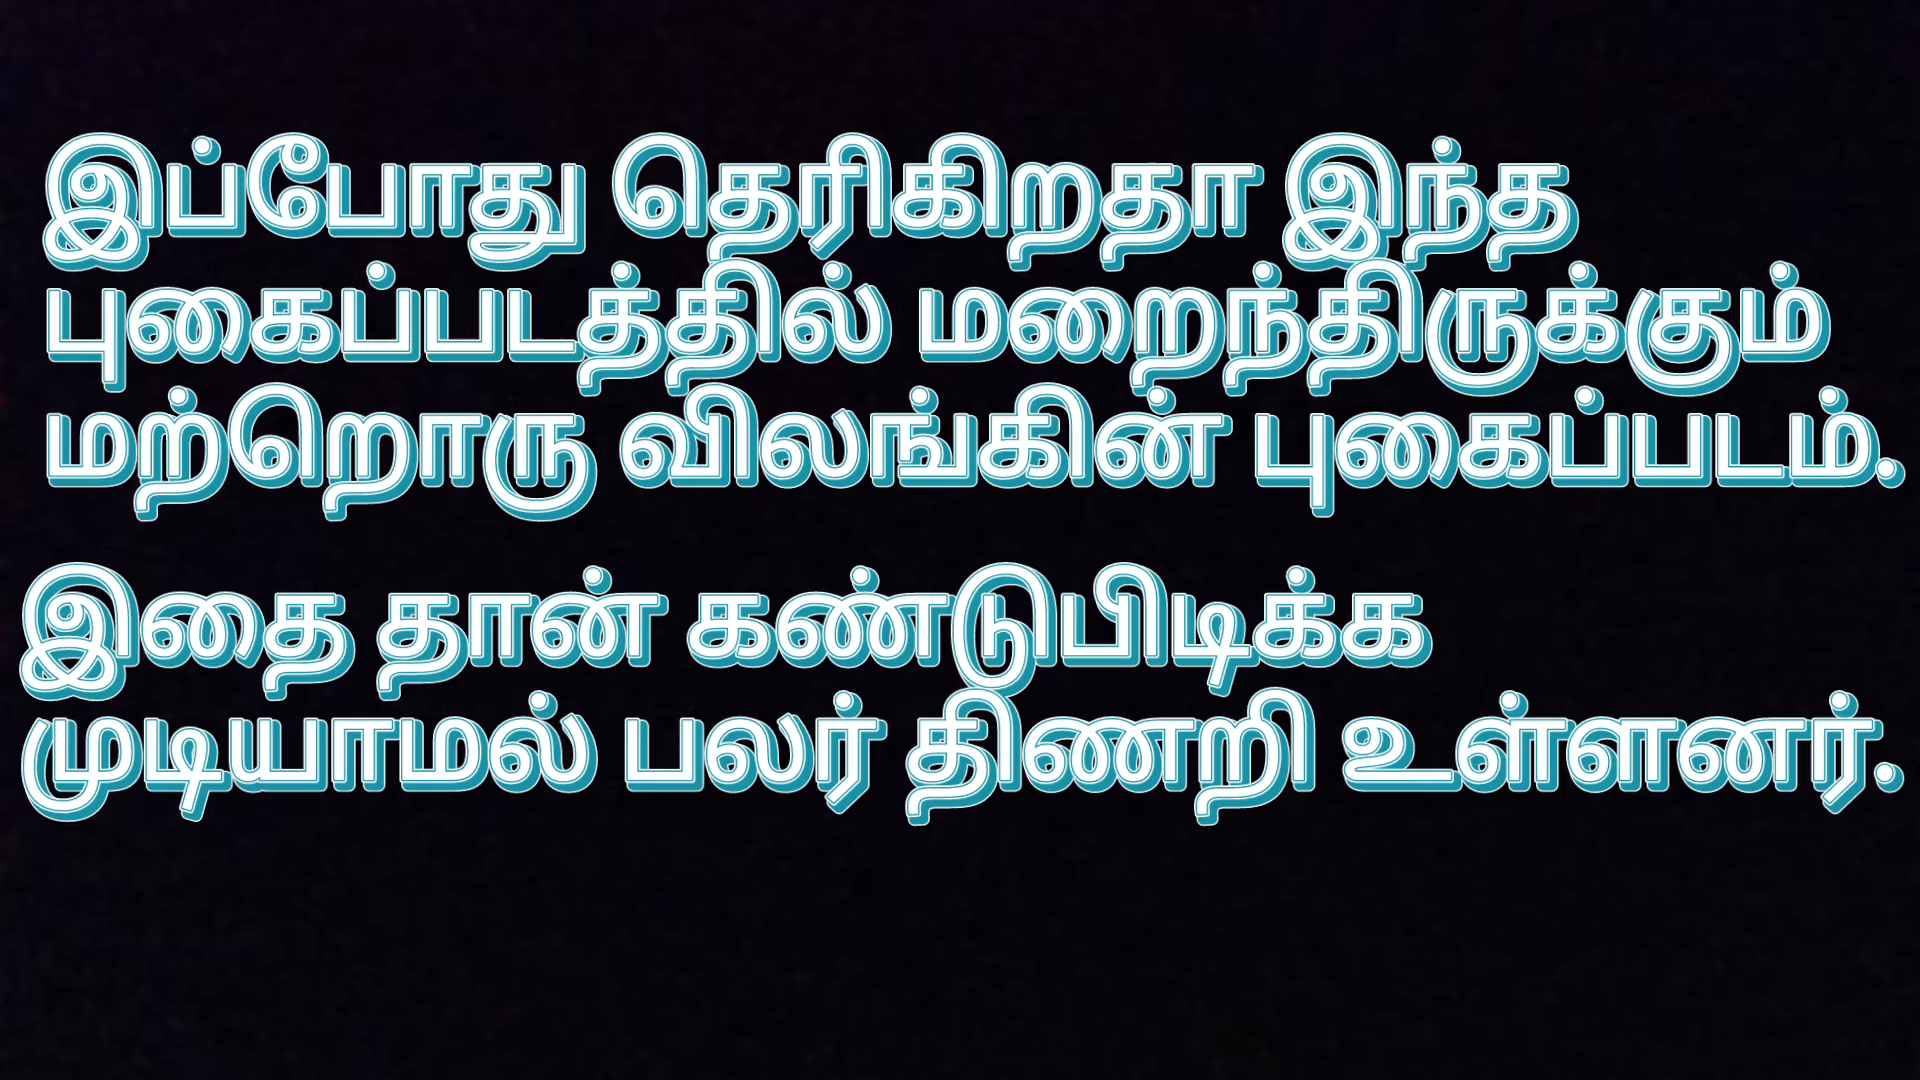 இப்போது தெரிகிறதா இந்த
புகைப்படத்தில் மறைந்திருக்கும்
மற்றொரு விலங்கின் புகைப்படம்.
இதை தான் கண்டுபிடிக்க
முடியாமல் பலர் திணறி உள்ளனர்.